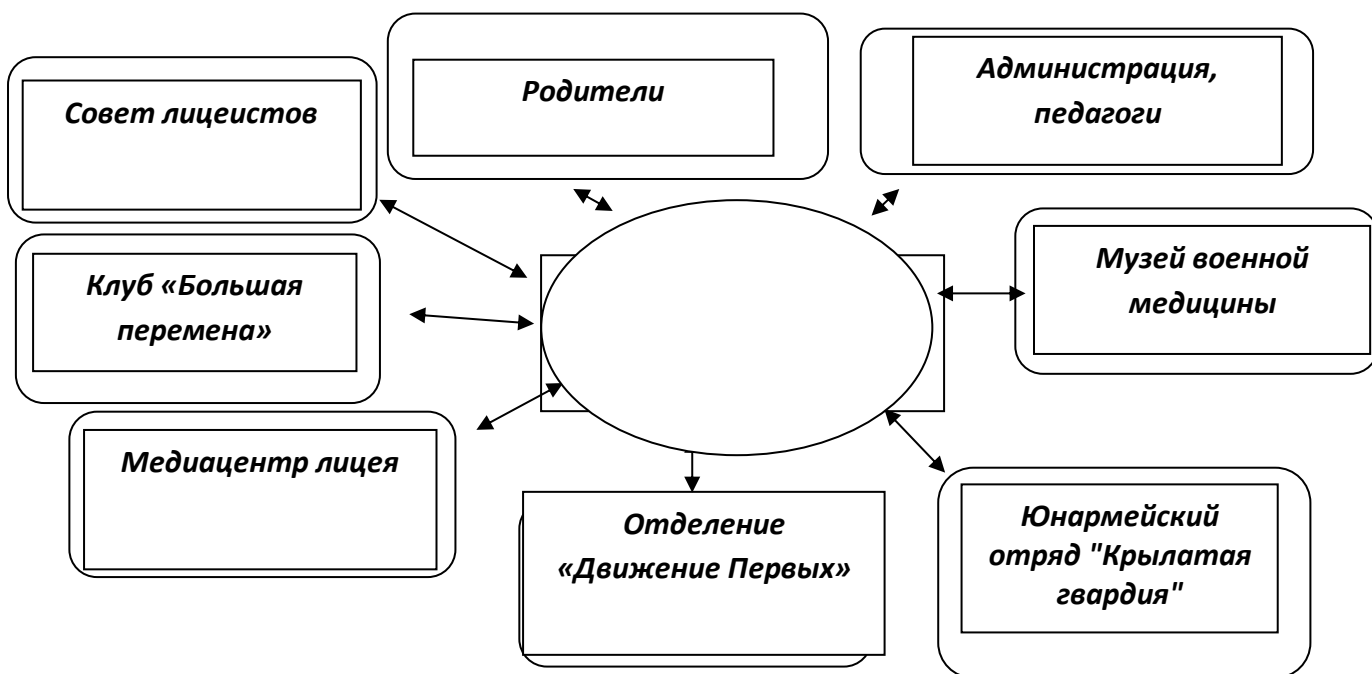 Совет лицеистов
Родители
Администрация,
педагоги
Клуб «Большая
перемена»
Музей военной
медицины
Медиацентр лицея
Отделение
«Движение Первых»
Юнармейский
отряд "Крылатая
гвардия"